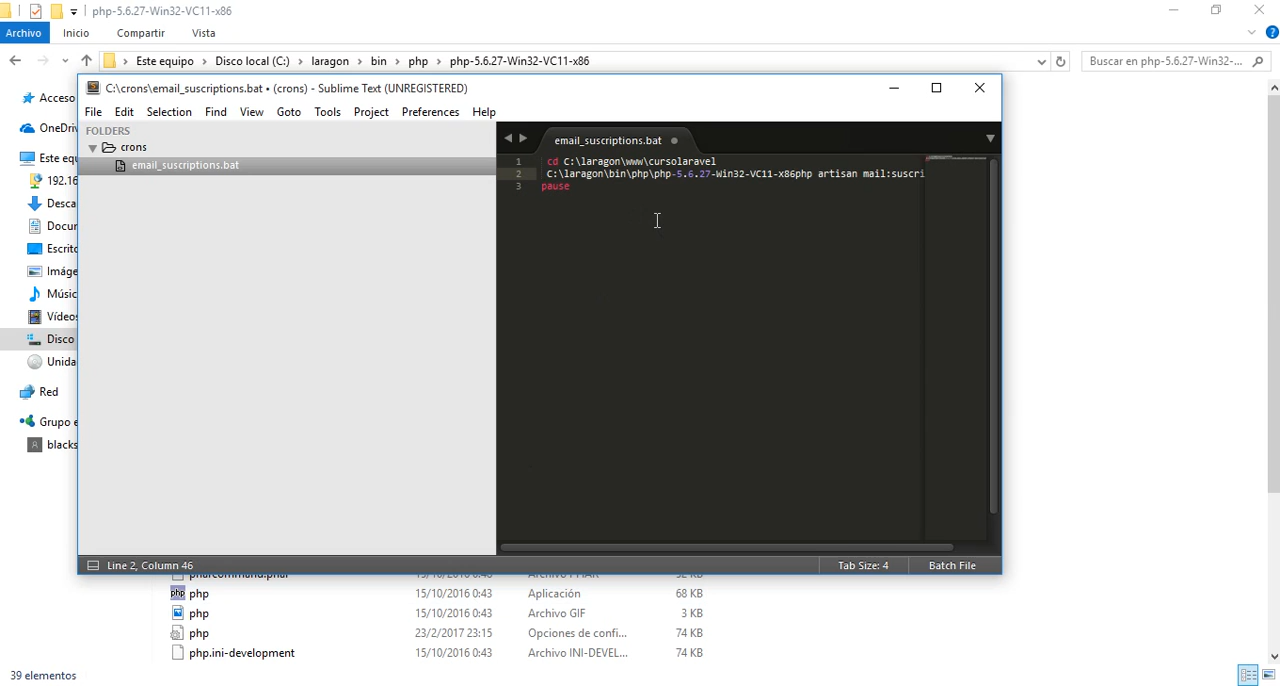 php-5.6.27-Win32-VC11-x86
Archivo Inicio Compartir Vista
Este equipo > Disco local (C:) > laragon > bin > php > php-5.6.27-Win32-VC11-x86
Buscar en php-5.6.27-Win32-...
Acceso
OneDriv
Este equ
192.16
Desca
Docur
Escrito
Imáge
Músic
Vídeos
Disco
Unida
Red
Grupo e
blacks
C:\crons\email_suscriptions.bat • (crons) - Sublime Text (UNREGISTERED)
File Edit Selection Find View Goto Tools Project Preferences Help
FOLDERS
crons
email_suscriptions.bat
email_suscriptions.bat
1 cd C:\laragon\www\cursolaravel
2 C:\laragon\bin\php\php-5.6.27-Win32-VC11-x86php artisan mail:suscri
3 pause
Line 2, Column 46
Tab Size: 4 Batch File
php 15/10/2016 0:43 Aplicación 68 KB
php 15/10/2016 0:43 Archivo GIF 3 KB
php 23/2/2017 23:15 Opciones de confi... 74 KB
php.ini-development 15/10/2016 0:43 Archivo INI-DEVEL... 74 KB
39 elementos